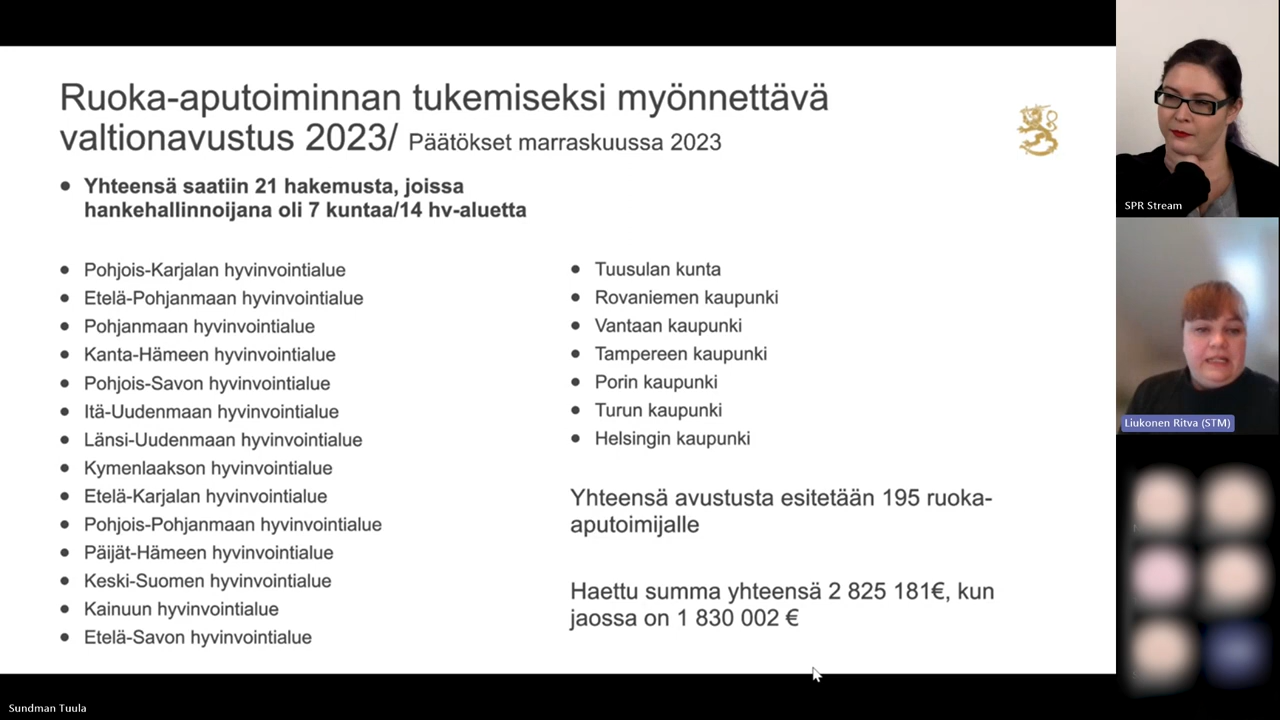 Ruoka-aputoiminnan tukemiseksi myönnettävä
valtionavustus 2023/ Päätökset marraskuussa 2023
• Yhteensä saatiin 21 hakemusta, joissa
hankehallinnoijana oli 7 kuntaa/14 hv-aluetta
• Pohjois-Karjalan hyvinvointialue
• Etelä-Pohjanmaan hyvinvointialue
• Pohjanmaan hyvinvointialue
• Kanta-Hämeen hyvinvointialue
• Pohjois-Savon hyvinvointialue
• Itä-Uudenmaan hyvinvointialue
• Länsi-Uudenmaan hyvinvointialue
• Kymenlaakson hyvinvointialue
• Etelä-Karjalan hyvinvointialue
• Pohjois-Pohjanmaan hyvinvointialue
• Päijät-Hämeen hyvinvointialue
• Keski-Suomen hyvinvointialue
• Kainuun hyvinvointialue
• Etelä-Savon hyvinvointialue
• Tuusulan kunta
• Rovaniemen kaupunki
• Vantaan kaupunki
• Tampereen kaupunki
• Porin kaupunki
• Turun kaupunki
• Helsingin kaupunki
Yhteensä avustusta esitetään 195 ruoka-
aputoimijalle
Haettu summa yhteensä 2 825 181€, kun
jaossa on 1 830 002 €
SPR Stream
Liukonen Ritva (STM)
Sundman Tuula